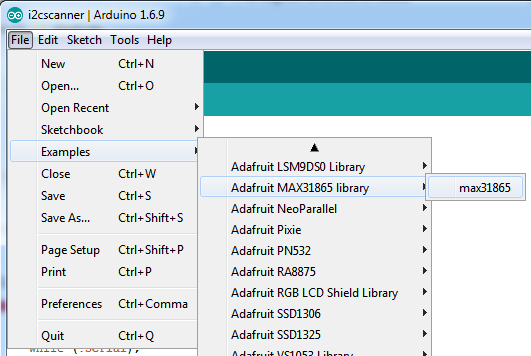 i2cscanner | Arduino 1.6.9
File Edit Sketch Tools Help
New Ctrl+N
Open... Ctrl+O
Open Recent
Sketchbook
Examples
Close Ctrl+W
Save Ctrl+S
Save As... Ctrl+Shift+S
Page Setup Ctrl+Shift+P
Print Ctrl+P
Preferences Ctrl+Comma
Quit Ctrl+Q
Adafruit LSM9DS0 Library
Adafruit MAX31865 library
Adafruit NeoParallel
Adafruit Pixie
Adafruit PN532
Adafruit RA8875
Adafruit RGB LCD Shield Library
Adafruit SSD1306
Adafruit SSD1325
Adafruit VS1053 Library
max31865
while (!Serial);